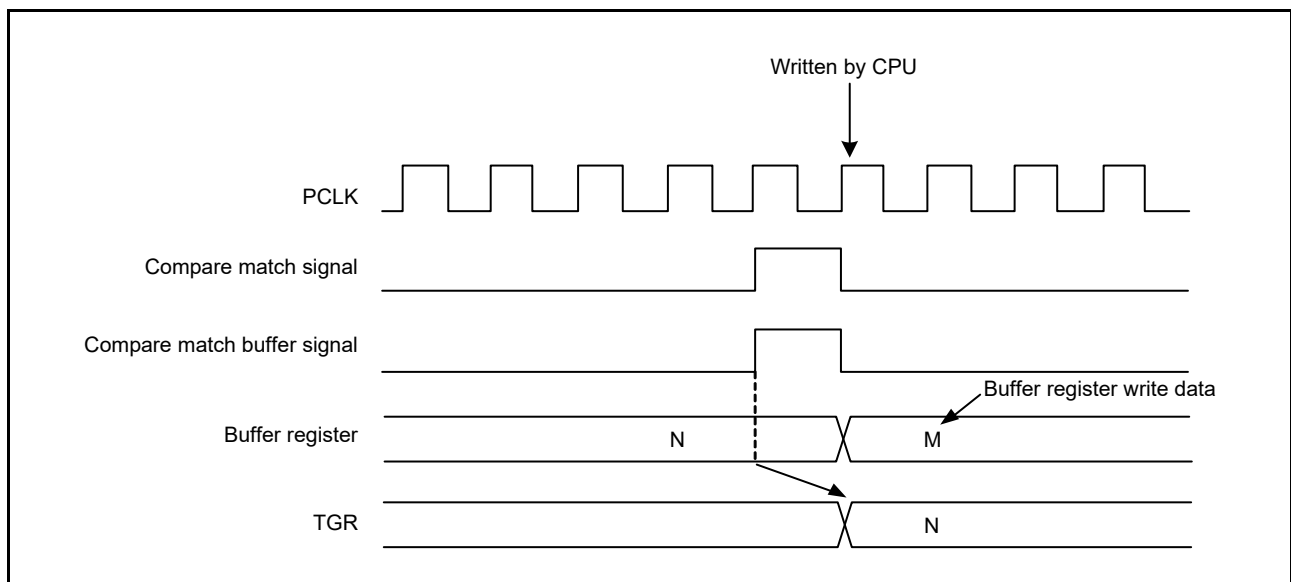 Written by CPU
PCLK
Compare match signal
Compare match buffer signal
Buffer register write data
Buffer register
N
M
TGR
N